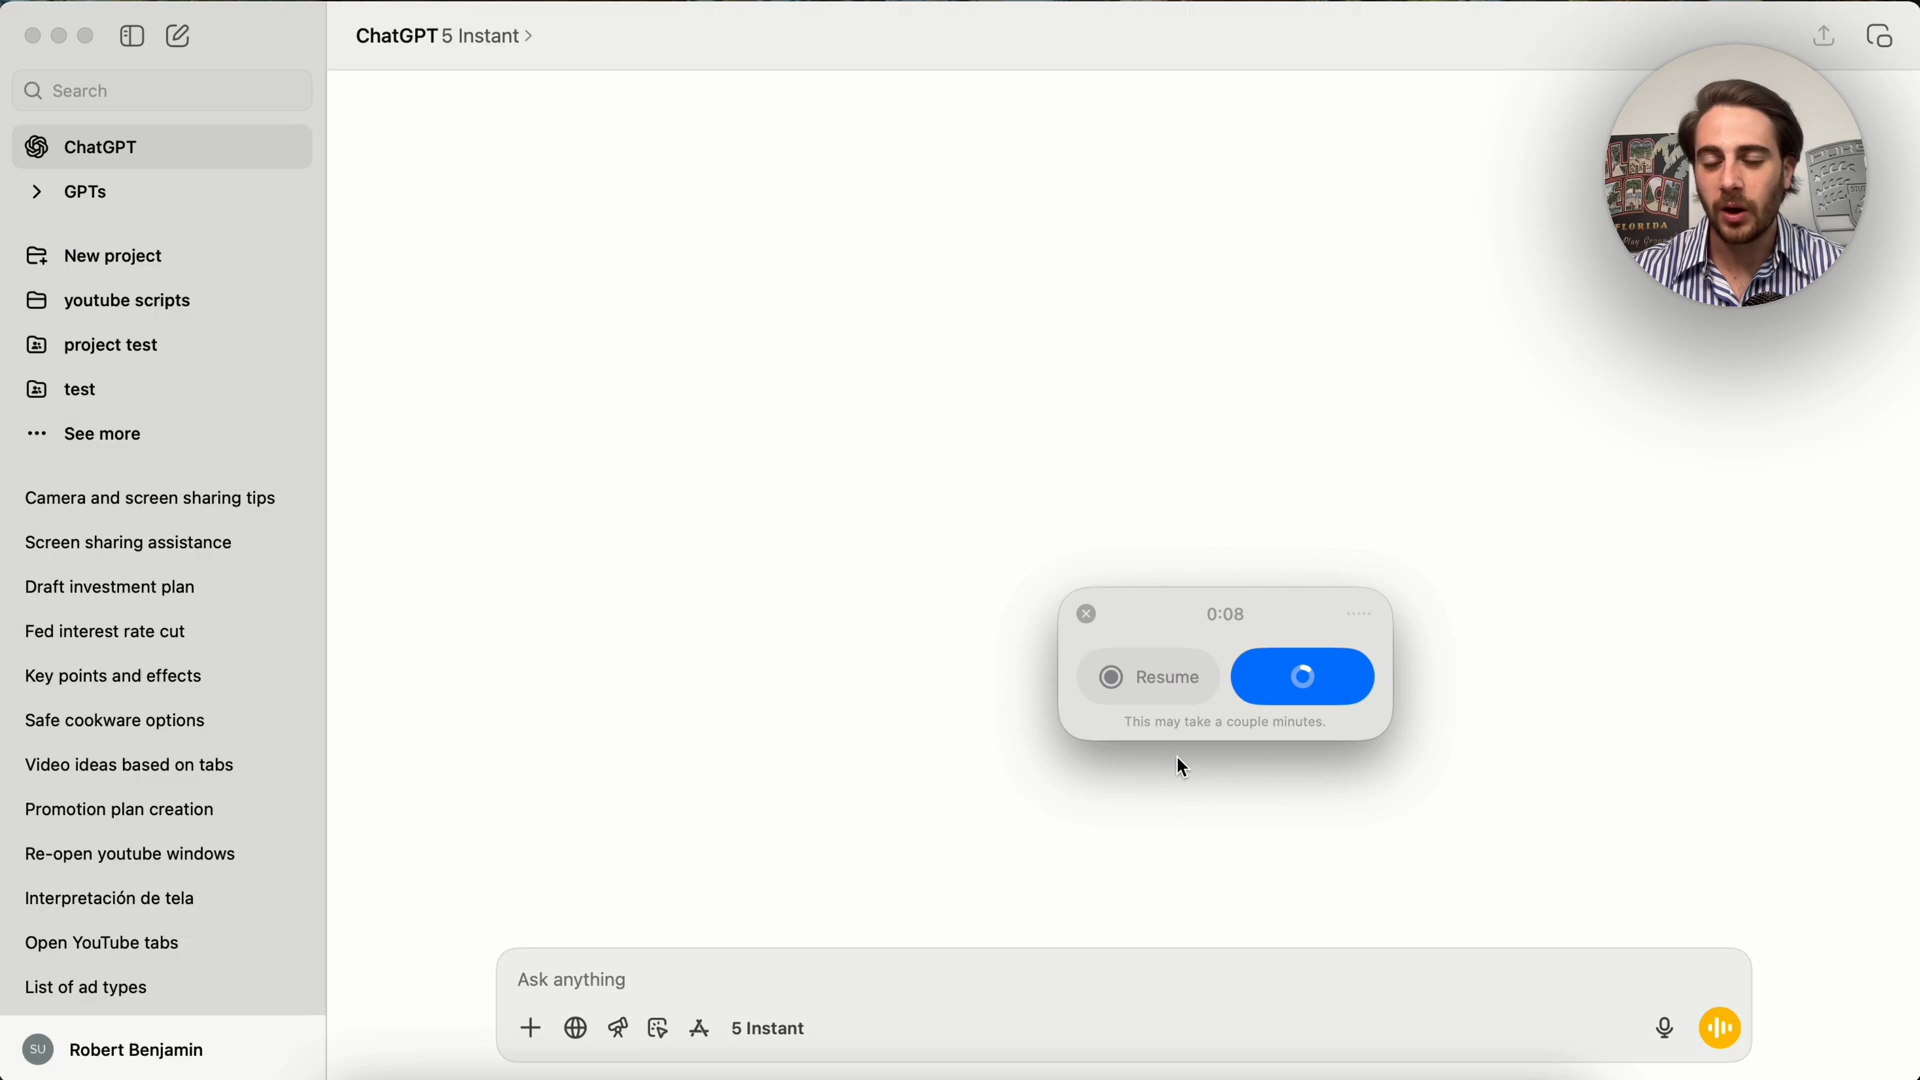 ChatGPT 5 Instant >
Search
ChatGPT
GPTs
New project
youtube scripts
project test
test
See more
Camera and screen sharing tips
Screen sharing assistance
Draft investment plan
Fed interest rate cut
Key points and effects
Safe cookware options
Video ideas based on tabs
Promotion plan creation
Re-open youtube windows
Interpretación de tela
Open YouTube tabs
List of ad types
SU Robert Benjamin
FLORIDA
0:08
Resume
This may take a couple minutes.
Ask anything
5 Instant